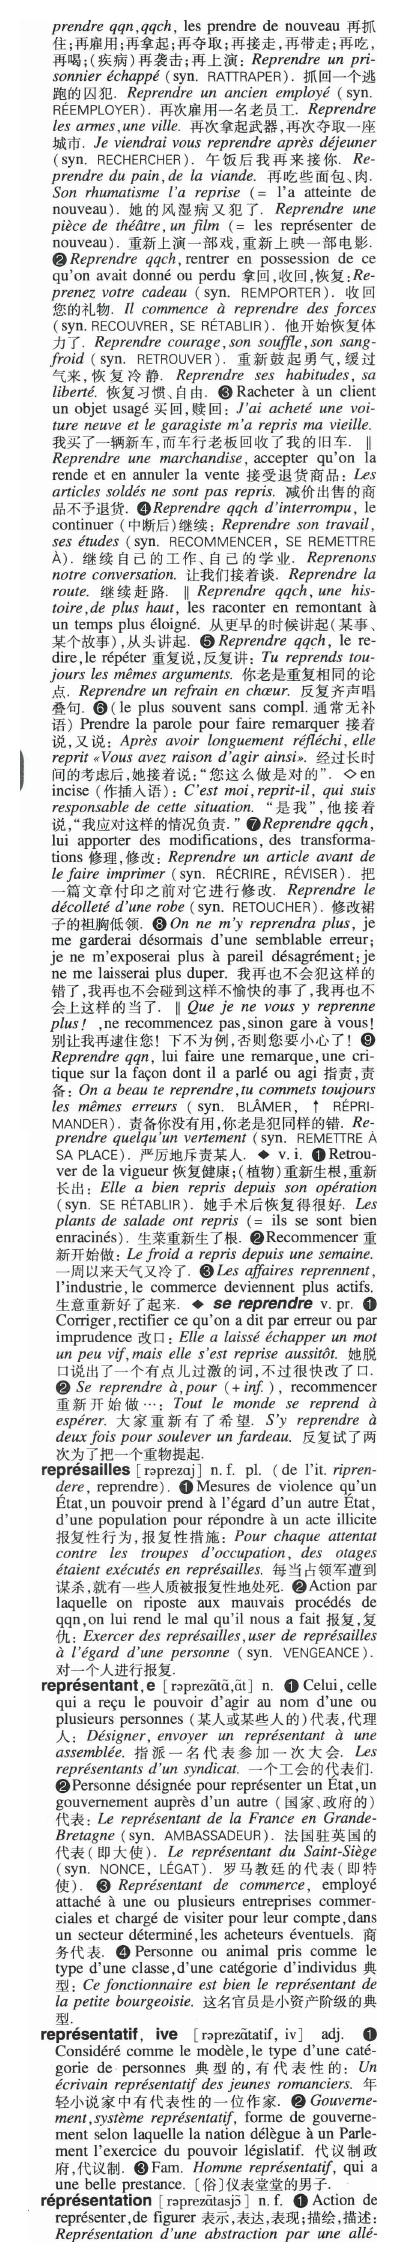 prendre qqn,qqch, les prendre de nouveau 再抓
住;再雇用;再拿起;再夺取;再接走,再带走;再吃,
再喝;(疾病)再袭击;再上演: Reprendre un pri-
sonnier échappé (syn. RATTRAPER). 抓回一个逃
跑的囚犯. Reprendre un ancien employé (syn.
RÉEMPLOYER). 再次雇用一名老员工. Reprendre
les armes,une ville. 再次拿起武器,再次夺取一座
城市. Je viendrai vous reprendre après déjeuner
(syn. RECHERCHER). 午饭后我再来接你. Re-
prendre du pain,de la viande. 再吃些面包、肉.
Son rhumatisme l'a reprise (= l'a atteinte de
nouveau). 她的风湿病又犯了. Reprendre une
pièce de théâtre,un film (= les représenter de
nouveau). 重新上演一部戏,重新上映一部电影.
❷Reprendre qqch,rentrer en possession de ce
qu'on avait donné ou perdu 拿回,收回,恢复:Re-
prenez votre cadeau (syn. REMPORTER). 收回
您的礼物. Il commence à reprendre des forces
(syn. RECOUVRER, SE RÉTABLIR). 他开始恢复体
力了. Reprendre courage,son souffle,son sang-
froid (syn. RETROUVER). 重新鼓起勇气,缓过
气来,恢复冷静. Reprendre ses habitudes, sa
liberté. 恢复习惯、自由. ❸Racheter à un client
un objet usagé 买回,赎回: J'ai acheté une voi-
ture neuve et le garagiste m'a repris ma vieille.
我买了一辆新车,而车行老板回收了我的旧车. ‖
Reprendre une marchandise, accepter qu'on la
rende et en annuler la vente 接受退货商品: Les
articles soldés ne sont pas repris. 减价出售的商
品不予退货. ❹Reprendre qqch d'interrompu, le
continuer (中断后)继续: Reprendre son travail,
ses études (syn. RECOMMENCER, SE REMETTRE
À). 继续自己的工作、自己的学业. Reprenons
notre conversation. 让我们接着谈. Reprendre la
route. 继续赶路. ‖ Reprendre qqch,une his-
toire,de plus haut, les raconter en remontant à
un temps plus éloigné. 从更早的时候讲起(某事、
某个故事),从头讲起. ❺Reprendre qqch, le re-
dire,le répéter 重复说,反复讲: Tu reprends tou-
jours les mêmes arguments. 你老是重复相同的论
点. Reprendre un refrain en chœur. 反复齐声唱
叠句. ❻(le plus souvent sans compl. 通常无补
语) Prendre la parole pour faire remarquer 接着
说,又说: Après avoir longuement réfléchi, elle
reprit «Vous avez raison d'agir ainsi». 经过长时
间的考虑后,她接着说:“您这么做是对的”. ◇en
incise (作插入语): C'est moi,reprit-il, qui suis
responsable de cette situation. “是我”,他接着
说,“我应对这样的情况负责.” ❼Reprendre qqch,
lui apporter des modifications, des transforma-
tions 修理,修改: Reprendre un article avant de
le faire imprimer (syn. RÉCRIRE, RÉVISER). 把
一篇文章付印之前对它进行修改. Reprendre le
décolleté d'une robe (syn. RETOUCHER). 修改裙
子的袒胸低领. ❽On ne m'y reprendra plus, je
me garderai désormais d'une semblable erreur;
je ne m'exposerai plus à pareil désagrément;je
ne me laisserai plus duper. 我再也不会犯这样的
错了,我再也不会碰到这样不愉快的事了,我再也不
会上这样的当了. ‖ Que je ne vous y reprenne
plus! ,ne recommencez pas,sinon gare à vous!
别让我再逮住您! 下不为例,否则您要小心了! ❾
Reprendre qqn, lui faire une remarque,une cri-
tique sur la façon dont il a parlé ou agi 指责,责
备: On a beau te reprendre,tu commets toujours
les mêmes erreurs (syn. BLÂMER, ↑ RÉPRI-
MANDER). 责备你没有用,你老是犯同样的错. Re-
prendre quelqu'un vertement (syn. REMETTRE À
SA PLACE). 严厉地斥责某人. ◆ v. i. ❶Retrou-
ver de la vigueur 恢复健康;(植物)重新生根,重新
长出: Elle a bien repris depuis son opération
(syn. SE RÉTABLIR). 她手术后恢复得很好. Les
plants de salade ont repris (= ils se sont bien
enracinés). 生菜重新生了根. ❷Recommencer 重
新开始做: Le froid a repris depuis une semaine.
一周以来天气又冷了. ❸Les affaires reprennent,
l'industrie, le commerce deviennent plus actifs.
生意重新好了起来. ◆ se reprendre v. pr. ❶
Corriger,rectifier ce qu'on a dit par erreur ou par
imprudence 改口: Elle a laissé échapper un mot
un peu vif,mais elle s'est reprise aussitôt. 她脱
口说出了一个有点儿过激的词,不过很快改了口.
❷ Se reprendre à,pour (+inf.), recommencer
重新开始做…: Tout le monde se reprend à
espérer. 大家重新有了希望. S'y reprendre à
deux fois pour soulever un fardeau. 反复试了两
次为了把一个重物提起.
représailles [rəprezaj] n. f. pl. (de l'it. ripren-
dere, reprendre). ❶Mesures de violence qu'un
État,un pouvoir prend à l'égard d'un autre État,
d'une population pour répondre à un acte illicite
报复性行为,报复性措施: Pour chaque attentat
contre les troupes d'occupation, des otages
étaient exécutés en représailles. 每当占领军遭到
谋杀,就有一些人质被报复性地处死. ❷Action par
laquelle on riposte aux mauvais procédés de
qqn,on lui rend le mal qu'il nous a fait 报复,复
仇: Exercer des représailles,user de représailles
à l'égard d'une personne (syn. VENGEANCE).
对一个人进行报复.
représentant,e [rəprezɑ̃tɑ̃,ɑ̃t] n. ❶ Celui, celle
qui a reçu le pouvoir d'agir au nom d'une ou
plusieurs personnes (某人或某些人的)代表,代理
人: Désigner, envoyer un représentant à une
assemblée. 指派一名代表参加一次大会. Les
représentants d'un syndicat. 一个工会的代表们.
❷Personne désignée pour représenter un État,un
gouvernement auprès d'un autre (国家、政府的)
代表: Le représentant de la France en Grande-
Bretagne (syn. AMBASSADEUR). 法国驻英国的
代表(即大使). Le représentant du Saint-Siège
(syn. NONCE, LÉGAT). 罗马教廷的代表(即特
使). ❸ Représentant de commerce, employé
attaché à une ou plusieurs entreprises commer-
ciales et chargé de visiter pour leur compte,dans
un secteur déterminé,les acheteurs éventuels. 商
务代表. ❹ Personne ou animal pris comme le
type d'une classe,d'une catégorie d'individus 典
型: Ce fonctionnaire est bien le représentant de
la petite bourgeoisie. 这名官员是小资产阶级的典
型.
représentatif, ive [rəprezɑ̃tatif, iv] adj. ❶
Considéré comme le modèle,le type d'une caté-
gorie de personnes 典型的,有代表性的: Un
écrivain représentatif des jeunes romanciers. 年
轻小说家中有代表性的一位作家. ❷ Gouverne-
ment,système représentatif, forme de gouverne-
ment selon laquelle la nation délègue à un Parle-
ment l'exercice du pouvoir législatif. 代议制政
府,代议制. ❸Fam. Homme représentatif, qui a
une belle prestance. [俗]仪表堂堂的男子.
représentation [rəprezɑ̃tasjɔ̃] n. f. ❶ Action de
représenter,de figurer 表示,表达,表现;描绘,描述:
Représentation d'une abstraction par une allé-